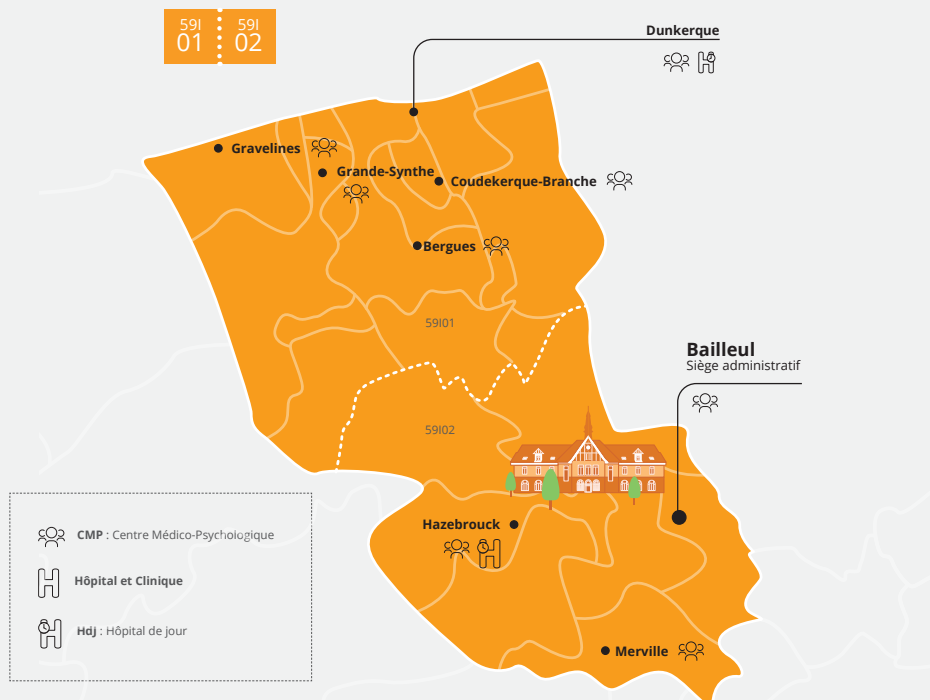 59I
01
59I
02
Dunkerque
Gravelines
Grande-Synthe
Coudekerque-Branche
Bergues
59I01
Bailleul
Siège administratif
59I02
Hazebrouck
CMP : Centre Médico-Psychologique
Hôpital et Clinique
Hdj : Hôpital de jour
Merville